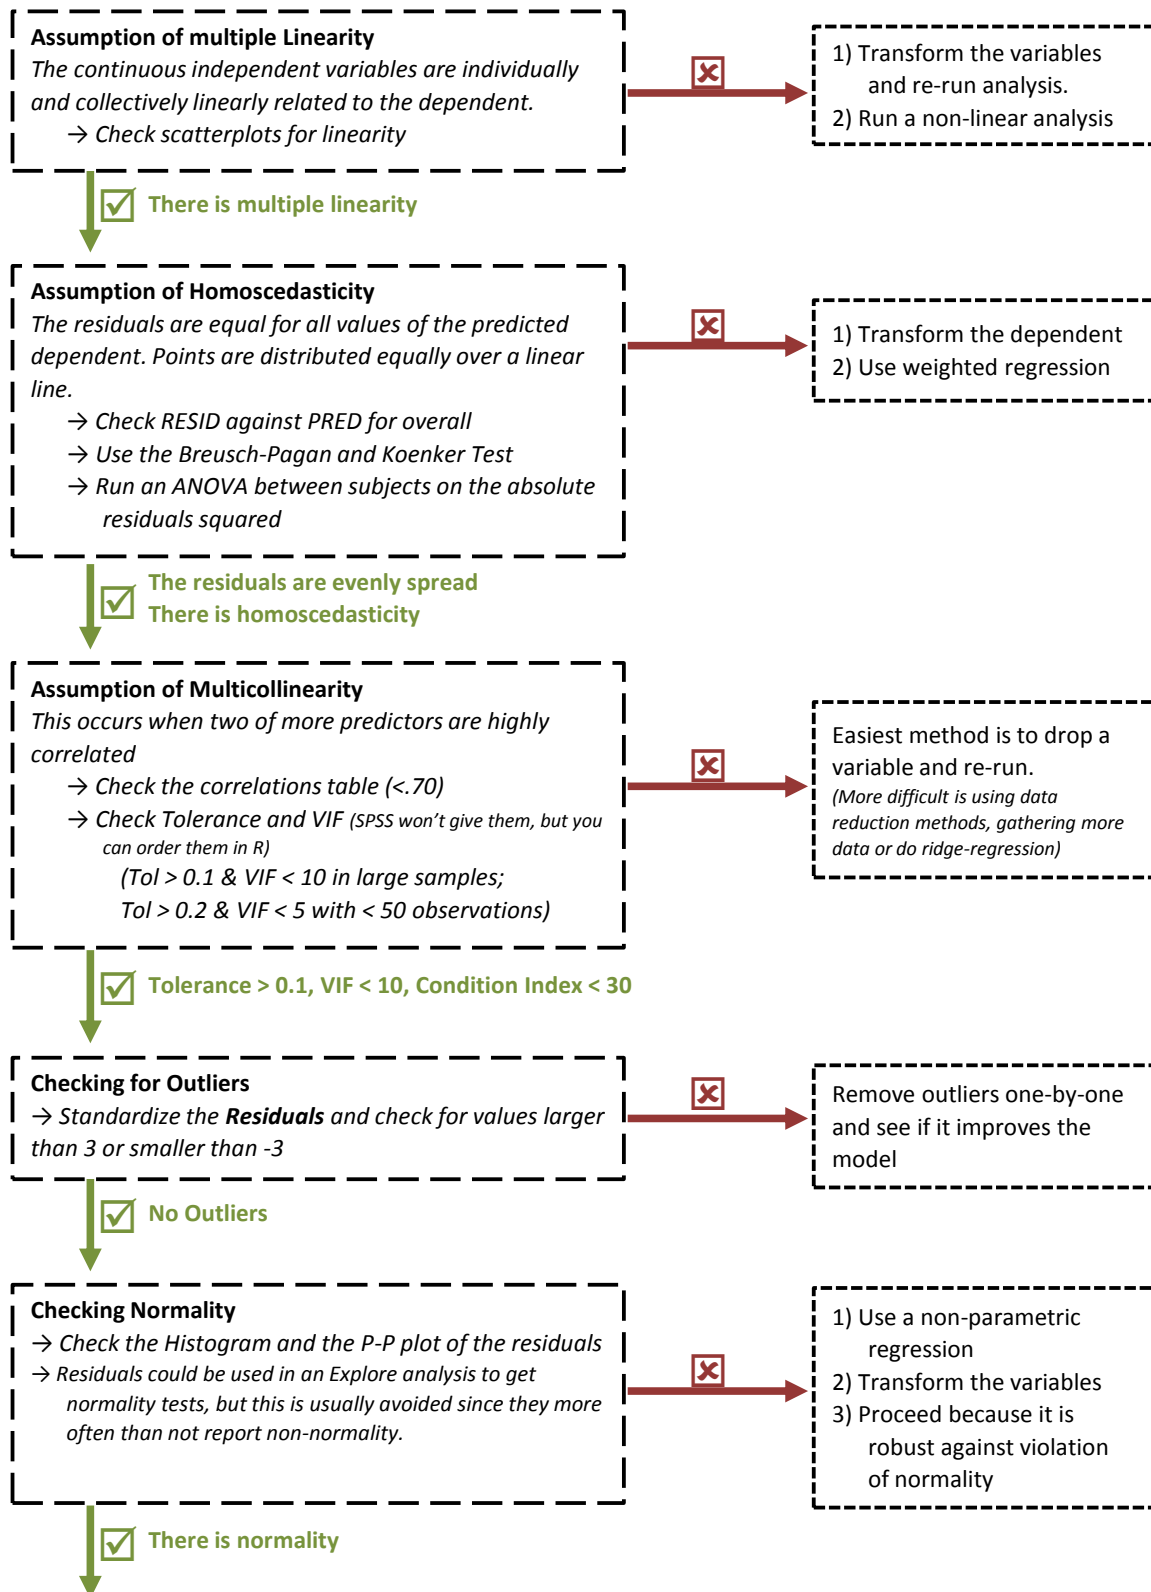 Assumption of multiple Linearity
The continuous independent variables are individually
and collectively linearly related to the dependent.
→ Check scatterplots for linearity
1) Transform the variables
and re-run analysis.
2) Run a non-linear analysis
There is multiple linearity
Assumption of Homoscedasticity
The residuals are equal for all values of the predicted
dependent. Points are distributed equally over a linear
line.
→ Check RESID against PRED for overall
→ Use the Breusch-Pagan and Koenker Test
→ Run an ANOVA between subjects on the absolute
residuals squared
1) Transform the dependent
2) Use weighted regression
The residuals are evenly spread
There is homoscedasticity
Assumption of Multicollinearity
This occurs when two of more predictors are highly
correlated
→ Check the correlations table (<.70)
→ Check Tolerance and VIF (SPSS won’t give them, but you
can order them in R)
(Tol > 0.1 & VIF < 10 in large samples;
Tol > 0.2 & VIF < 5 with < 50 observations)
Easiest method is to drop a
variable and re-run.
(More difficult is using data
reduction methods, gathering more
data or do ridge-regression)
Tolerance > 0.1, VIF < 10, Condition Index < 30
Checking for Outliers
→ Standardize the Residuals and check for values larger
than 3 or smaller than -3
Remove outliers one-by-one
and see if it improves the
model
No Outliers
Checking Normality
→ Check the Histogram and the P-P plot of the residuals
→ Residuals could be used in an Explore analysis to get
normality tests, but this is usually avoided since they more
often than not report non-normality.
1) Use a non-parametric
regression
2) Transform the variables
3) Proceed because it is
robust against violation
of normality
There is normality